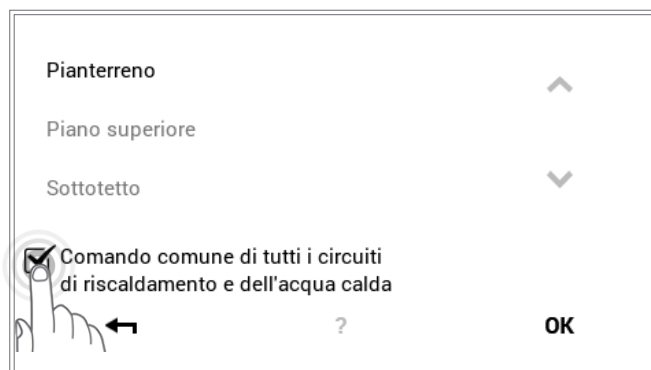 Pianterreno
Piano superiore
Sottotetto
Comando comune di tutti i circuiti
di riscaldamento e dell'acqua calda
? OK